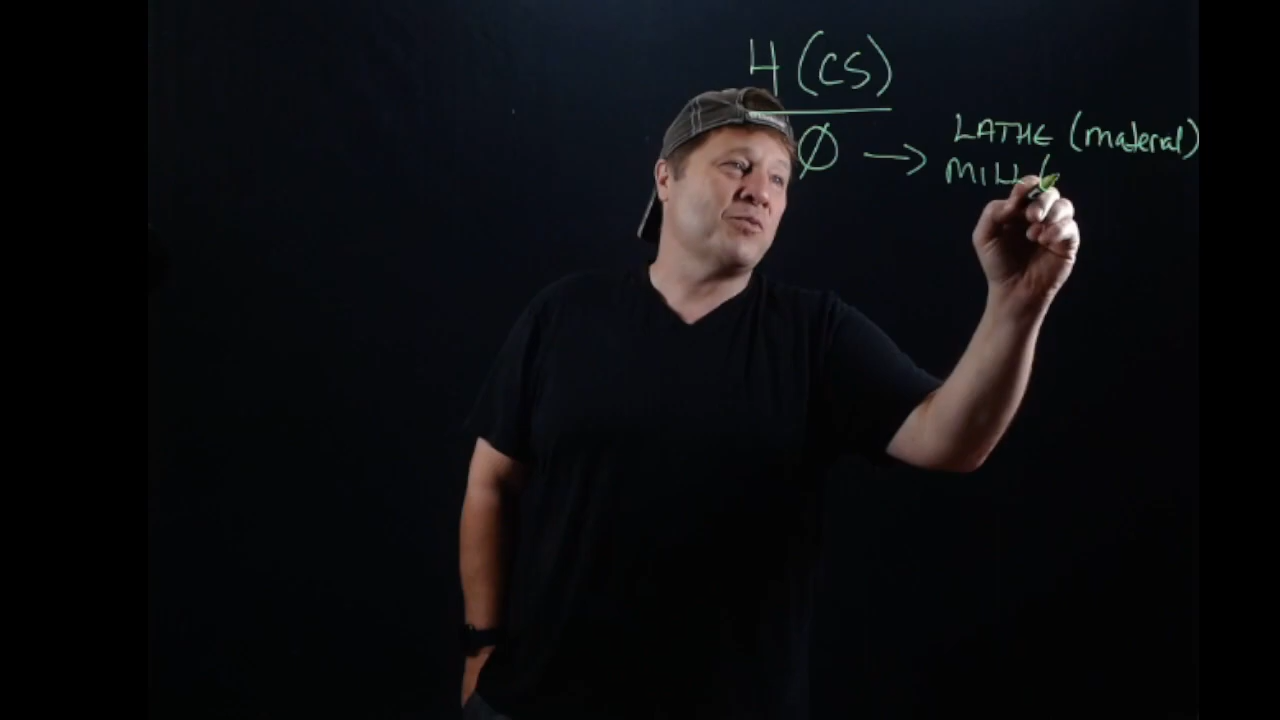 4 (CS)
Ø → LATHE (material)
MILL (